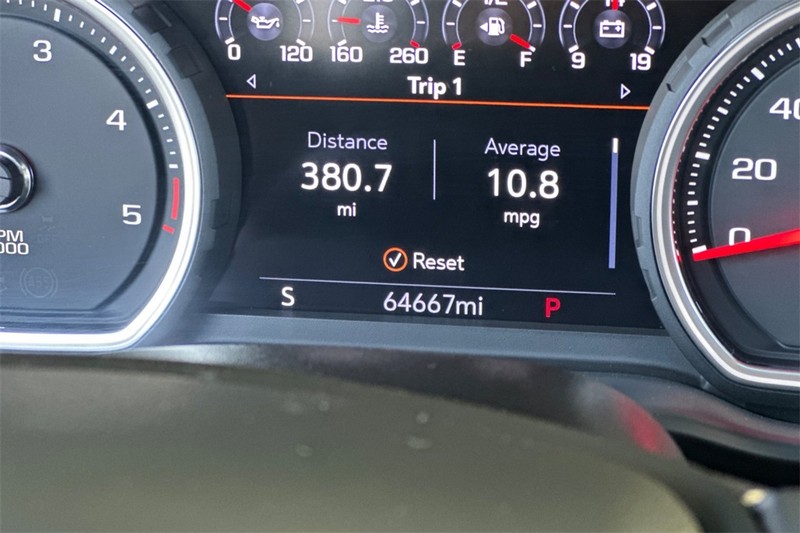 0 120 160 260 E F 9 19
Trip 1
3
4
5
Distance
380.7
mi
Average
10.8
mpg
Reset
S 64667mi P
20
0